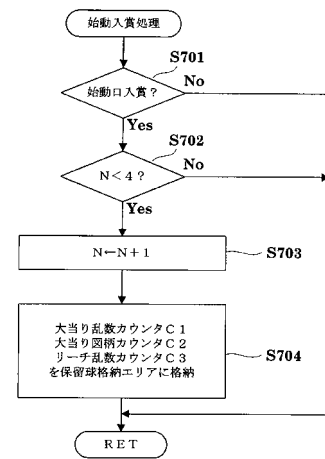 始動入賞処理
S701
始動口入賞？
No
Yes
S702
N＜4？
No
Yes
N←N＋1
S703
大当り乱数カウンタC1
大当り図柄カウンタC2
リーチ乱数カウンタC3
を保留球格納エリアに格納
S704
RET